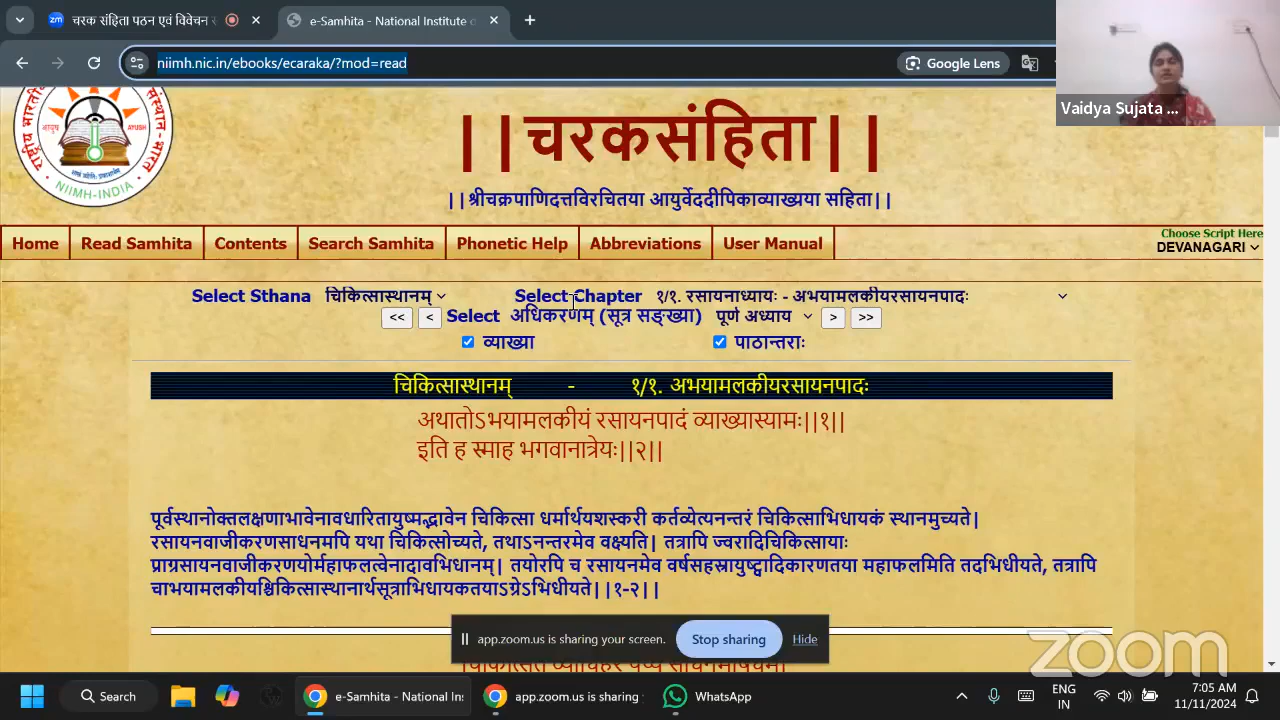 चरक संहिता पठन एवं विवेचन
e-Samhita - National Institute o
niimh.nic.in/ebooks/ecaraka/?mod=read
Google Lens
Vaidya Sujata ...
AYUSH
NIIMH-INDIA
||चरकसंहिता||
||श्रीचक्रपाणिदत्तविरचितया आयुर्वेददीपिकाव्याख्यया सहिता||
Home Read Samhita Contents Search Samhita Phonetic Help Abbreviations User Manual
Choose Script Here
DEVANAGARI
Select Sthana चिकित्सास्थानम् Select Chapter १/१. रसायनाध्यायः - अभयामलकीयरसायनपादः
<< < Select अधिकरणम् (सूत्र सङ्ख्या) पूर्ण अध्याय > >>
व्याख्या पाठान्तराः
चिकित्सास्थानम् - १/१. अभयामलकीयरसायनपादः
अथातोऽभयामलकीयं रसायनपादं व्याख्यास्यामः||१||
इति ह स्माह भगवानात्रेयः||२||
पूर्वस्थानोक्तलक्षणाभावेनावधारितायुष्मद्भावेन चिकित्सा धर्मार्थयशस्करी कर्तव्येत्यनन्तरं चिकित्साभिधायकं स्थानमुच्यते|
रसायनवाजीकरणसाधनमपि यथा चिकित्सोच्यते, तथाऽनन्तरमेव वक्ष्यति| तत्रापि ज्वरादिचिकित्सायाः
प्राग्रसायनवाजीकरणयोर्महाफलत्वेनादावभिधानम्| तयोरपि च रसायनमेव वर्षसहस्रायुष्ट्वादिकारणतया महाफलमिति तदभिधीयते, तत्रापि
चाभयामलकीयश्चिकित्सास्थानार्थसूत्राभिधायकतयाऽग्रेऽभिधीयते||१-२||
app.zoom.us is sharing your screen. Stop sharing Hide
zoom
Search
e-Samhita - National Ins
app.zoom.us is sharing
WhatsApp
ENG
IN
7:05 AM
11/11/2024